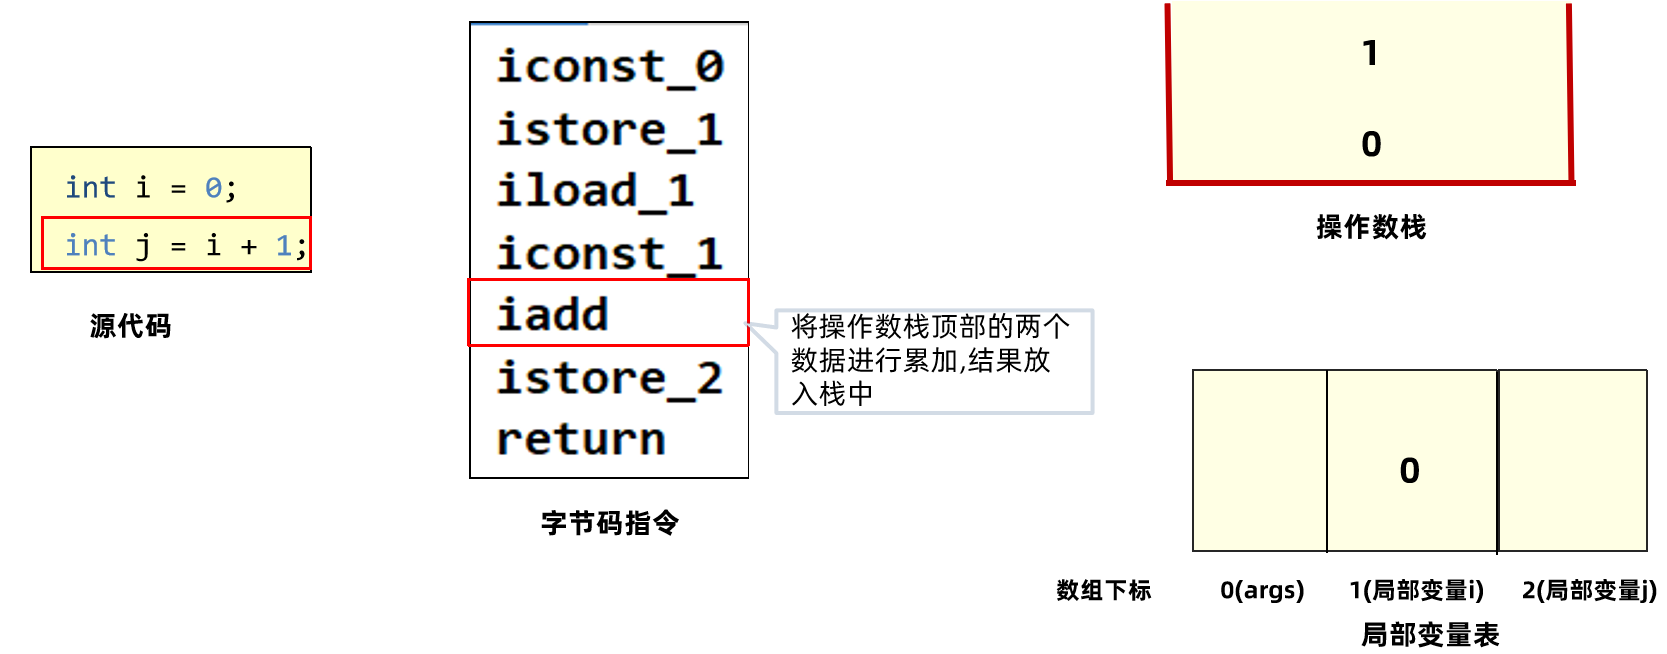 int i = 0;
int j = i + 1;
源代码
iconst_0
istore_1
iload_1
iconst_1
iadd
istore_2
return
字节码指令
将操作数栈顶部的两个
数据进行累加,结果放
入栈中
1
0
操作数栈
0
数组下标 0(args) 1(局部变量i) 2(局部变量j)
局部变量表